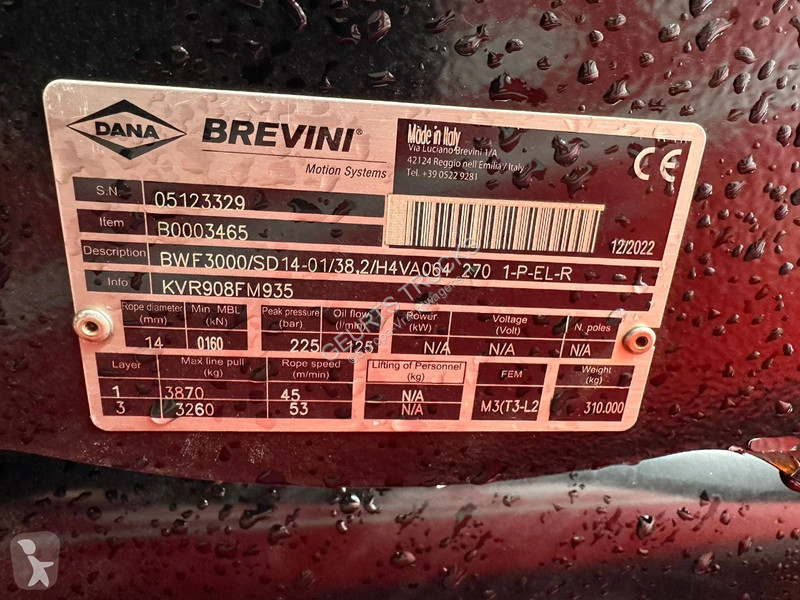 DANA BREVINI®
Motion Systems
Made in Italy
Via Luciano Brevini 1/A
42124 Reggio nell'Emilia/Italy
Tel. +39 0522 9281
CE
S.N. 05123329
Item B0003465
12/2022
Description BWF3000/SD14-01/38,2/H4VA064 270 1-P-EL-R
Info KVR908FM935
Rope diameter (mm) Min. MBL (kN) Peak pressure (bar) Oil flow (l/min) Power (kW) Voltage (Volt) N. poles
14 0160 225 125 N/A N/A N/A
Layer Max line pull (kg) Rope speed (m/min) Lifting of Personnel (kg) FEM Weight (kg)
1 3870 45 N/A
3 3260 53 N/A M3(T3-L2 310.000
GEURTS TRUCKS